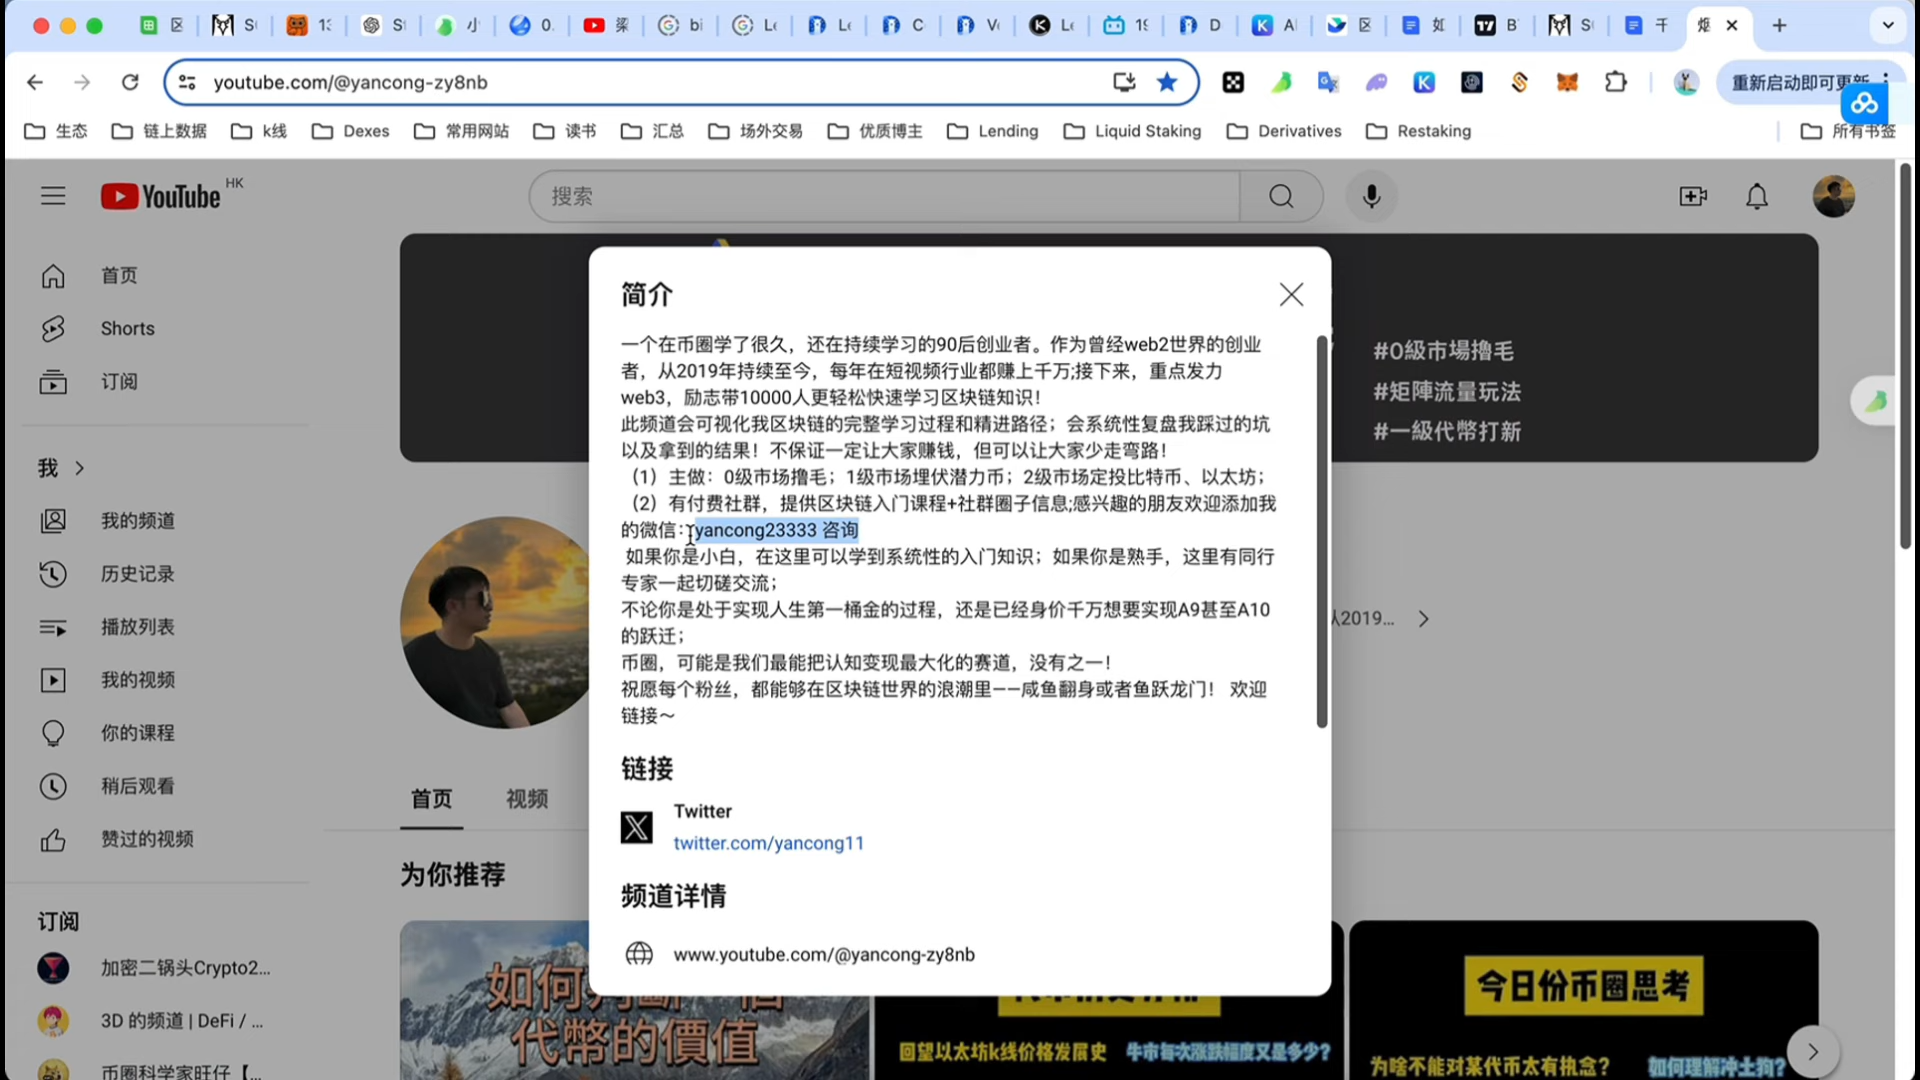 区
13
0.
梁
bi
C
19
D
区
如
B
千
烟
youtube.com/@yancong-zy8nb
重新启动即可更新
生态
链上数据
k线
Dexes
常用网站
读书
汇总
场外交易
优质博主
Lending
Liquid Staking
Derivatives
Restaking
所有书签
YouTube
HK
搜索
首页
Shorts
订阅
我
我的频道
历史记录
播放列表
我的视频
你的课程
稍后观看
赞过的视频
订阅
加密二锅头Crypto2...
3D 的频道 | DeFi / ...
币圈科学家旺仔【...
#0級市場擼毛
#矩陣流量玩法
#一級代幣打新
简介
一个在币圈学了很久，还在持续学习的90后创业者。作为曾经web2世界的创业
者，从2019年持续至今，每年在短视频行业都赚上千万;接下来，重点发力
web3，励志带10000人更轻松快速学习区块链知识！
此频道会可视化我区块链的完整学习过程和精进路径；会系统性复盘我踩过的坑
以及拿到的结果！不保证一定让大家赚钱，但可以让大家少走弯路！
（1）主做：0级市场撸毛；1级市场埋伏潜力币；2级市场定投比特币、以太坊；
（2）有付费社群，提供区块链入门课程+社群圈子信息;感兴趣的朋友欢迎添加我
的微信：yancong23333 咨询
如果你是小白，在这里可以学到系统性的入门知识；如果你是熟手，这里有同行
专家一起切磋交流；
不论你是处于实现人生第一桶金的过程，还是已经身价千万想要实现A9甚至A10
的跃迁；
币圈，可能是我们最能把认知变现最大化的赛道，没有之一！
祝愿每个粉丝，都能够在区块链世界的浪潮里——咸鱼翻身或者鱼跃龙门！ 欢迎
链接～
链接
Twitter
twitter.com/yancong11
频道详情
www.youtube.com/@yancong-zy8nb
从2019...
首页
视频
为你推荐
代幣的價值
今日份币圈思考
回望以太坊k线价格发展史
牛市每次涨跌幅度又是多少?
为啥不能对某代币太有执念?
如何理解冲土狗?